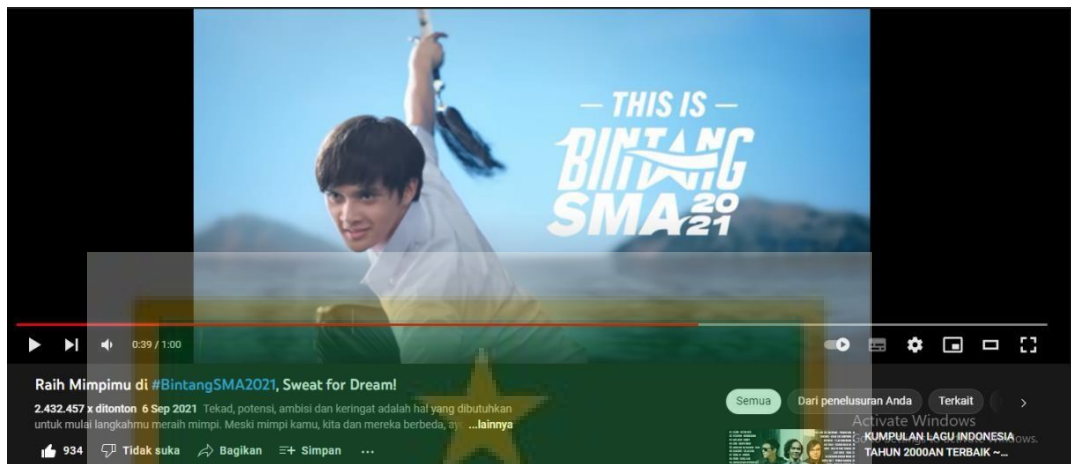 — THIS IS —
BINTANG
SMA 20
21
0:39 / 1:00
Raih Mimpimu di #BintangSMA2021, Sweat for Dream!
2.432.457 x ditonton 6 Sep 2021 Tekad, potensi, ambisi dan keringat adalah hal yang dibutuhkan
untuk mulai langkahmu meraih mimpi. Meski mimpi kamu, kita dan mereka berbeda, ...lainnya
934 Tidak suka Bagikan Simpan ...
Semua Dari penelusuran Anda Terkait
Activate Windows
KUMPULAN LAGU INDONESIA
TAHUN 2000AN TERBAIK ~...